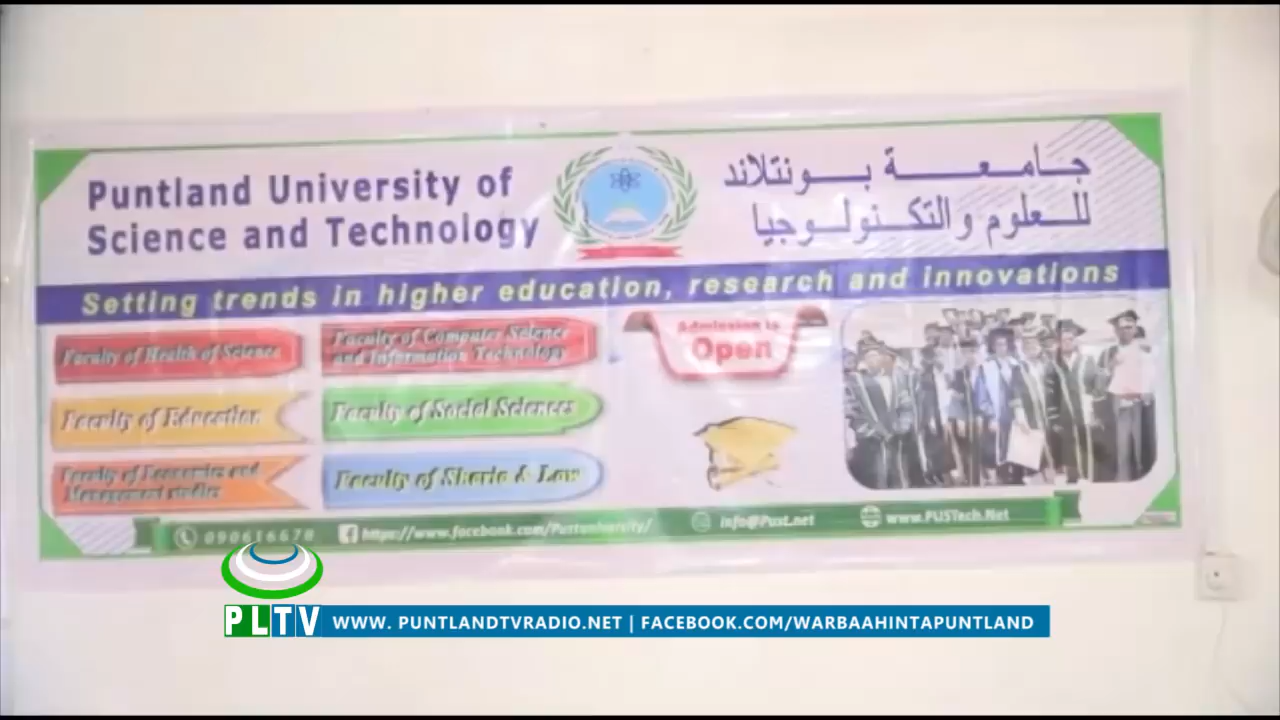 Puntland University of
Science and Technology
جامعة بونتلاند
للعلوم والتكنولوجيا
Setting trends in higher education, research and innovations
Faculty of Health of Science
Faculty of Computer Science
and Information Technology
Faculty of Education
Faculty of Social Sciences
Faculty of Economics and
Management studies
Faculty of Sharia & Law
Admission is
Open
https://www.facebook.com/Pustuniversity/
info@Pust.net
www.PUSTech.Net
PLTV
WWW. PUNTLANDTVRADIO.NET | FACEBOOK.COM/WARBAAHINTAPUNTLAND